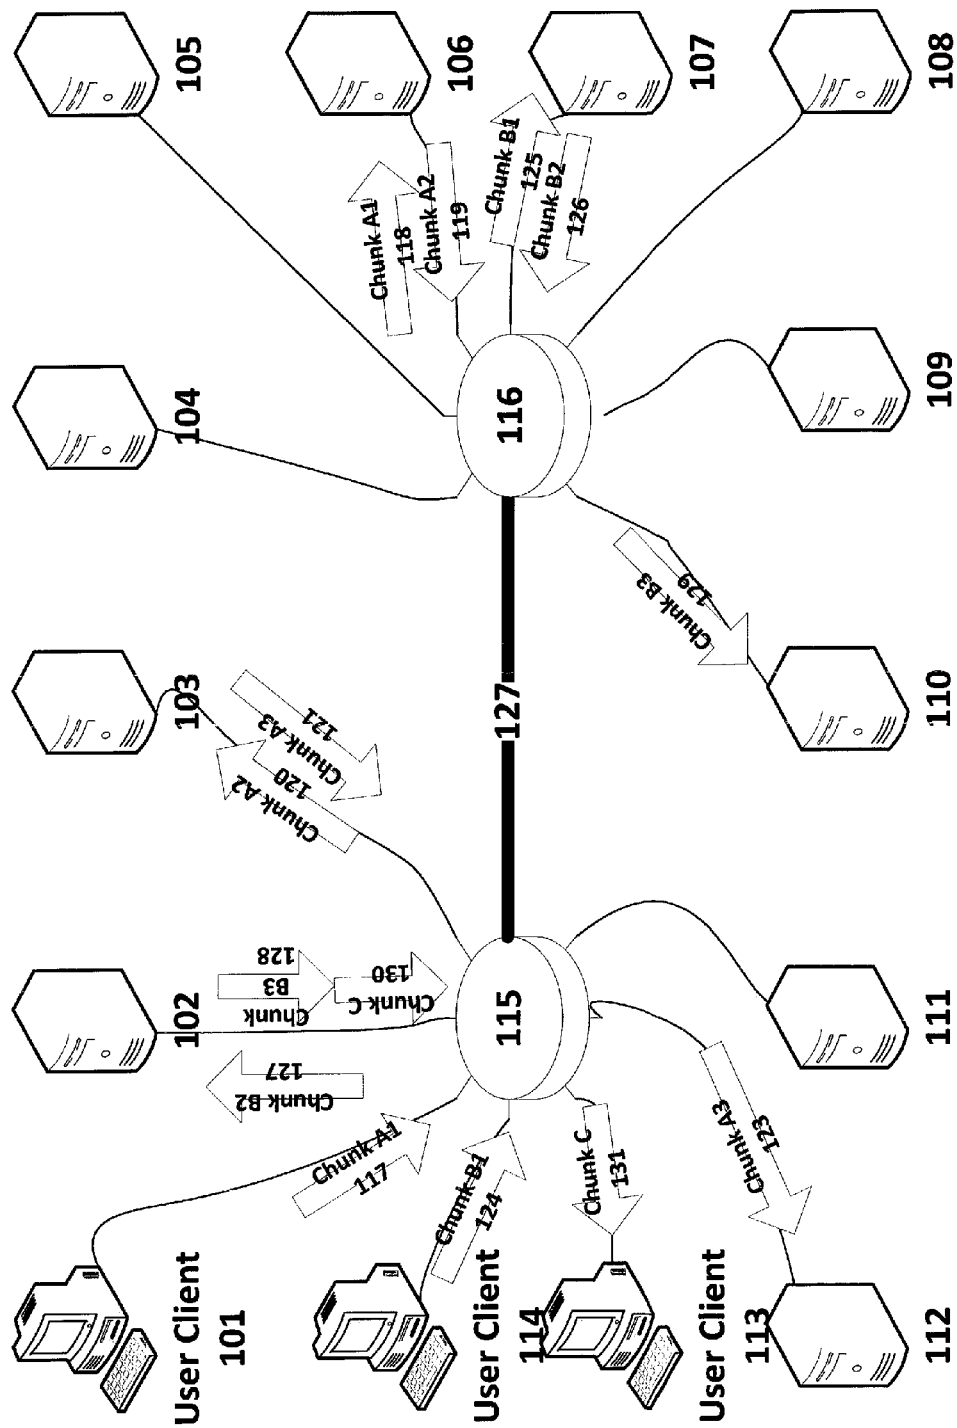 User Client
101
User Client
114
User Client
113
102
103
104
105
106
107
108
109
110
111
112
115
116
127
Chunk A1
117
Chunk B1
124
Chunk C
131
Chunk A3
123
Chunk B2
127
Chunk
B3
128
Chunk C
130
Chunk A2
120
Chunk A3
121
Chunk A1
118
Chunk A2
119
Chunk B1
125
Chunk B2
126
Chunk B3
129